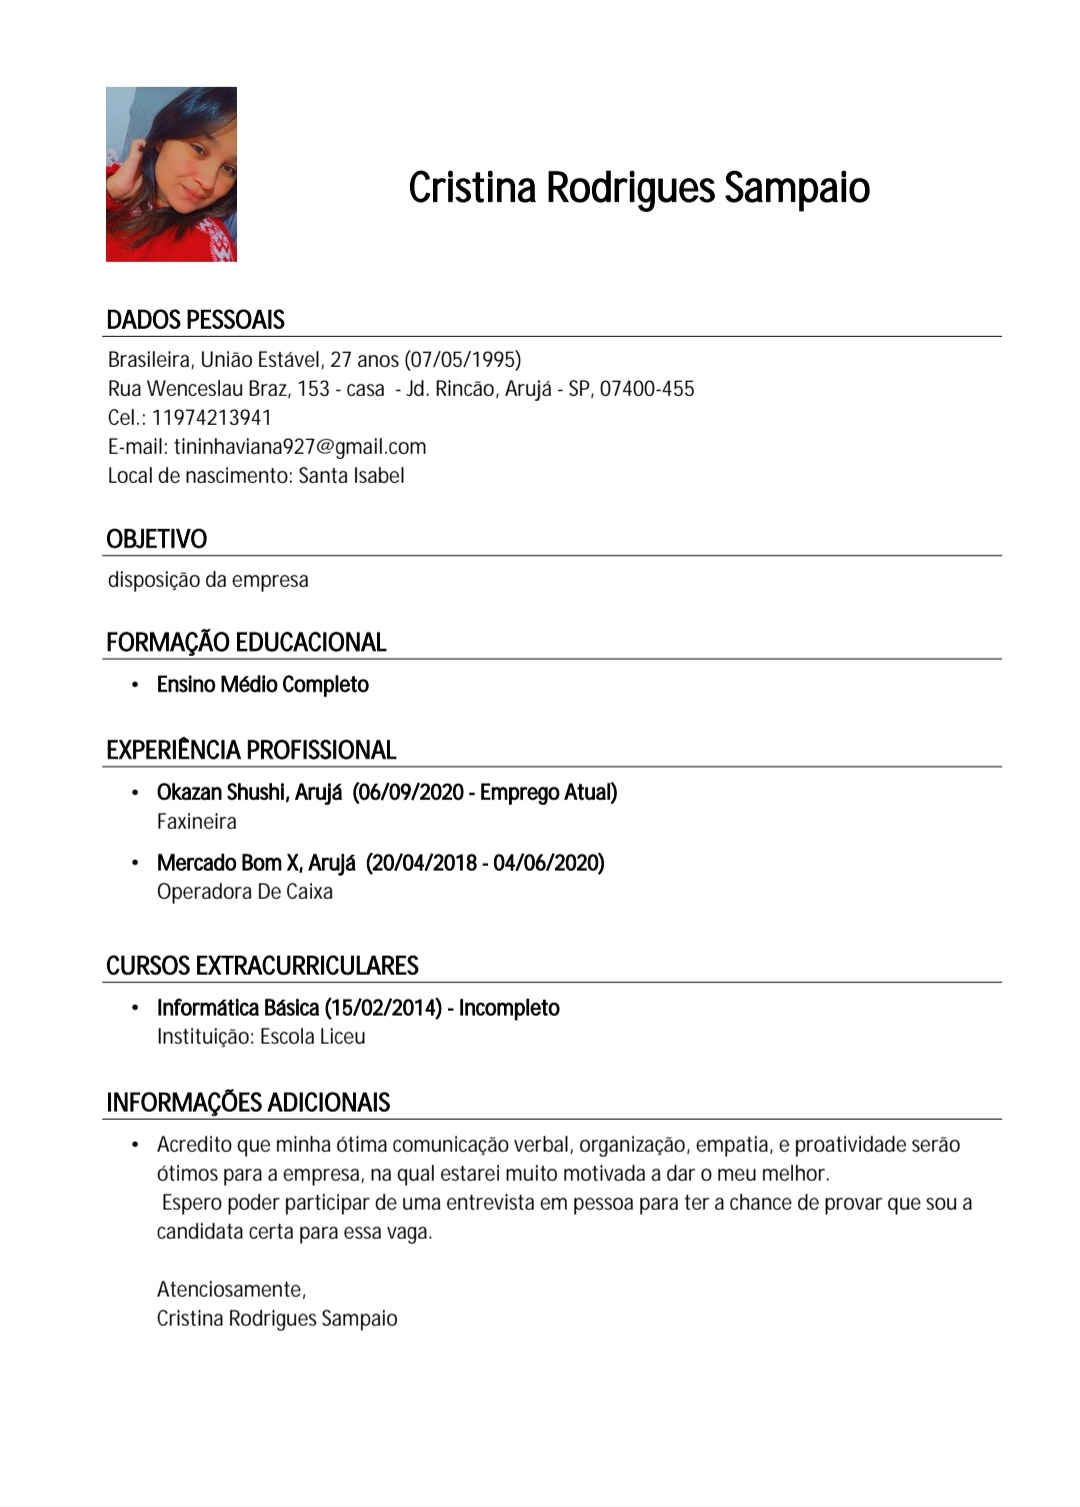 Cristina Rodrigues Sampaio
DADOS PESSOAIS
Brasileira, União Estável, 27 anos (07/05/1995)
Rua Wenceslau Braz, 153 - casa  - Jd. Rincão, Arujá - SP, 07400-455
Cel.: 11974213941
E-mail: tininhaviana927@gmail.com
Local de nascimento: Santa Isabel
OBJETIVO
disposição da empresa
FORMAÇÃO EDUCACIONAL
• Ensino Médio Completo
EXPERIÊNCIA PROFISSIONAL
• Okazan Shushi, Arujá  (06/09/2020 - Emprego Atual)
Faxineira
• Mercado Bom X, Arujá  (20/04/2018 - 04/06/2020)
Operadora De Caixa
CURSOS EXTRACURRICULARES
• Informática Básica (15/02/2014) - Incompleto
Instituição: Escola Liceu
INFORMAÇÕES ADICIONAIS
• Acredito que minha ótima comunicação verbal, organização, empatia, e proatividade serão
ótimos para a empresa, na qual estarei muito motivada a dar o meu melhor.
Espero poder participar de uma entrevista em pessoa para ter a chance de provar que sou a
candidata certa para essa vaga.
Atenciosamente,
Cristina Rodrigues Sampaio